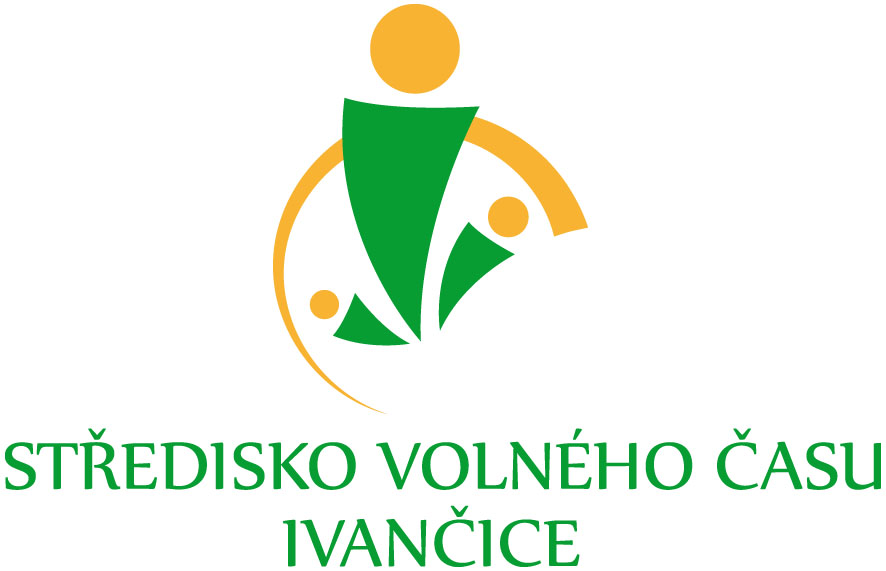 STŘEDISKO VOLNÉHO ČASU
IVANČICE